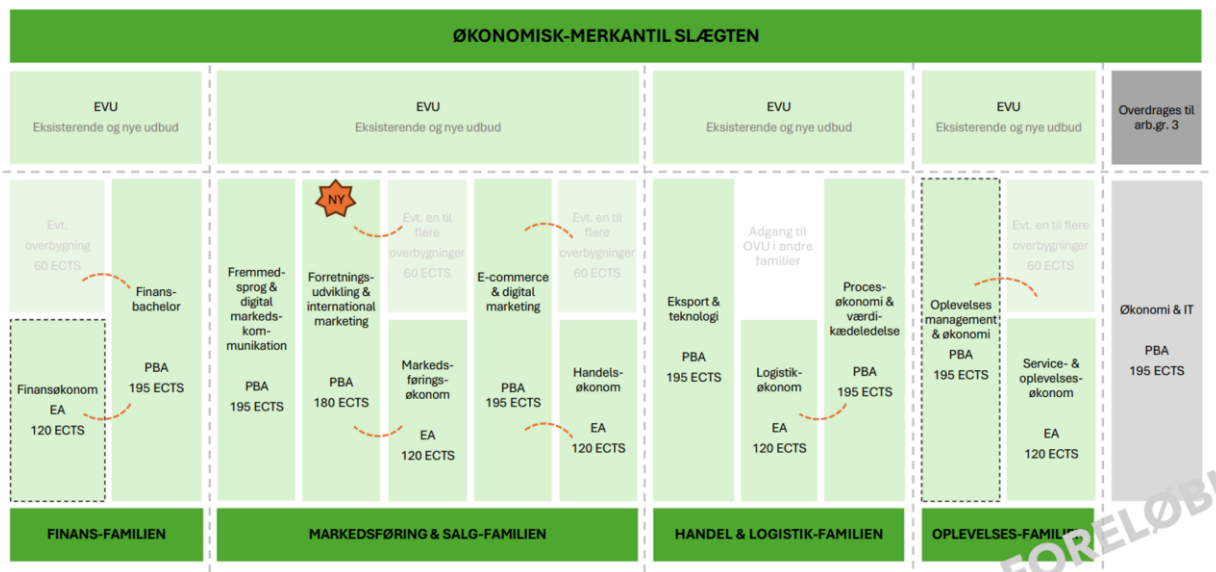 ØKONOMISK-MERKANTIL SLÆGTEN
EVU
Eksisterende og nye udbud
EVU
Eksisterende og nye udbud
EVU
Eksisterende og nye udbud
EVU
Eksisterende og nye udbud
Overdrages til
arb.gr. 3
Evt.
overbygning
60 ECTS
Finansøkonom
EA
120 ECTS
Finans-
bachelor
PBA
195 ECTS
Fremmed-
sprog &
digital
markeds-
kom-
munikation
PBA
195 ECTS
NY
Forretnings-
udvikling &
international
marketing
PBA
180 ECTS
Evt. en til
flere
overbygninger
60 ECTS
Markeds-
førings-
økonom
EA
120 ECTS
E-commerce
& digital
marketing
PBA
195 ECTS
Evt. en til
flere
overbygninger
60 ECTS
Handels-
økonom
EA
120 ECTS
Eksport &
teknologi
PBA
195 ECTS
Adgang til
OVU i andre
familier
Logistik-
økonom
EA
120 ECTS
Proces-
økonomi &
værdi-
kædeledelse
PBA
195 ECTS
Oplevelses
management
& økonomi
PBA
195 ECTS
Evt. en til flere
overbygninger
60 ECTS
Service- &
oplevelses-
økonom
EA
120 ECTS
Økonomi & IT
PBA
195 ECTS
FINANS-FAMILIEN
MARKEDSFØRING & SALG-FAMILIEN
HANDEL & LOGISTIK-FAMILIEN
OPLEVELSES-FAMILIEN